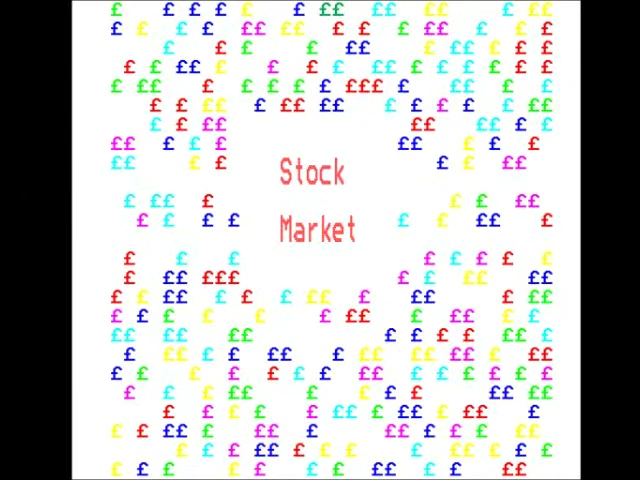 £ £ £ £ £ £ ££ ££ ££ £ ££
£ £ £ £ ££ ££ £ £ £ ££ £ £ £
£ £ £ £ ££ £ ££ £ £ £
£ £ ££ £ £ £ £ ££ £ £ £ £ £
£ ££ £ £ £ £ £ £££ £ ££ £ £
£ £ ££ £ ££ ££ £ £ £ £ £ ££
£ £ ££ ££ ££ £ £
££ £ £ £ ££ £ £ £
££ £ £ £ £ ££
Stock
£ ££ £ £ £ ££
£ £ £ £ £ £ ££ £
Market
£ £ £ £ £ £ £ £
£ ££ £££ £ £ ££ ££
£ £ ££ £ £ £ ££ £ ££ £ ££
£ £ £ £ £ £ ££ £ ££ £ £
££ ££ ££ £ £ £ £ ££ £
£ ££ £ £ ££ £ ££ ££ ££ £ ££
£ £ £ £ £ £ £ ££ £ £ ££ £ £
£ £ £ ££ £ £ £ £ ££ ££
£ £ £ £ £ ££ £ ££ £ ££ £
£ £ ££ £ ££ £ ££ £ £ £ ££
£ £ £ £ ££ £ £ £ ££ £ £ £
£ £ £ £ ££ £ £ £ £ £ ££